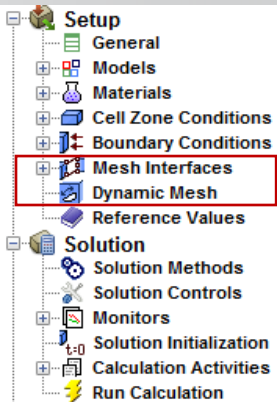 Setup
General
Models
Materials
Cell Zone Conditions
Boundary Conditions
Mesh Interfaces
Dynamic Mesh
Reference Values
Solution
Solution Methods
Solution Controls
Monitors
t=0 Solution Initialization
Calculation Activities
Run Calculation